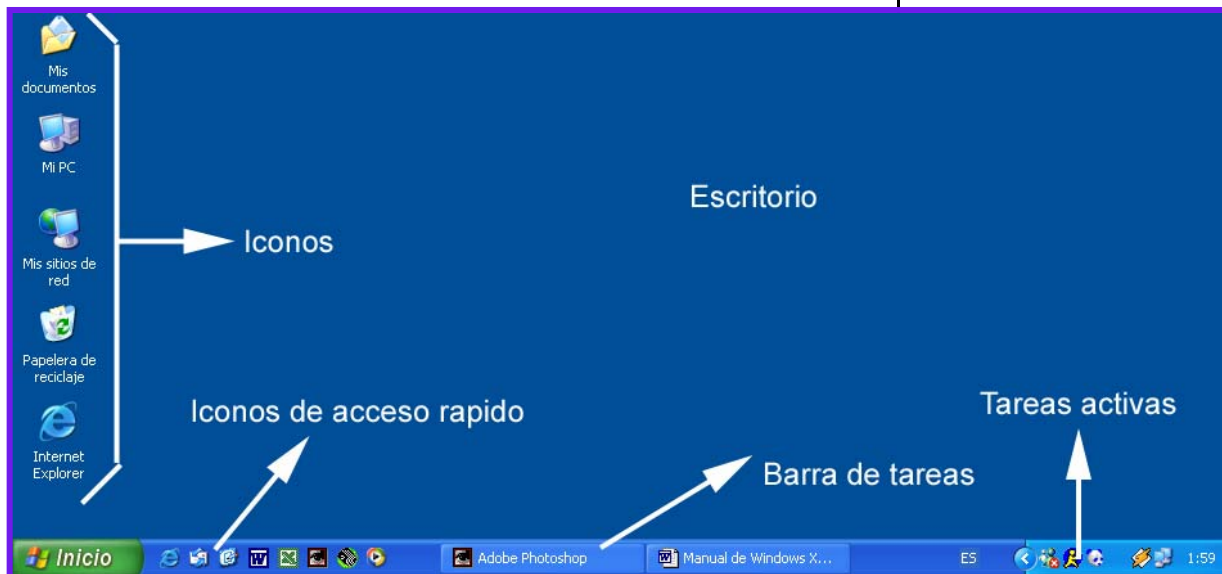 Mis
documentos
Mi PC
Mis sitios de
red
Papelera de
reciclaje
Internet
Explorer
Iconos
Escritorio
Iconos de acceso rapido
Barra de tareas
Tareas activas
Inicio
Adobe Photoshop
Manual de Windows X...
ES
1:59